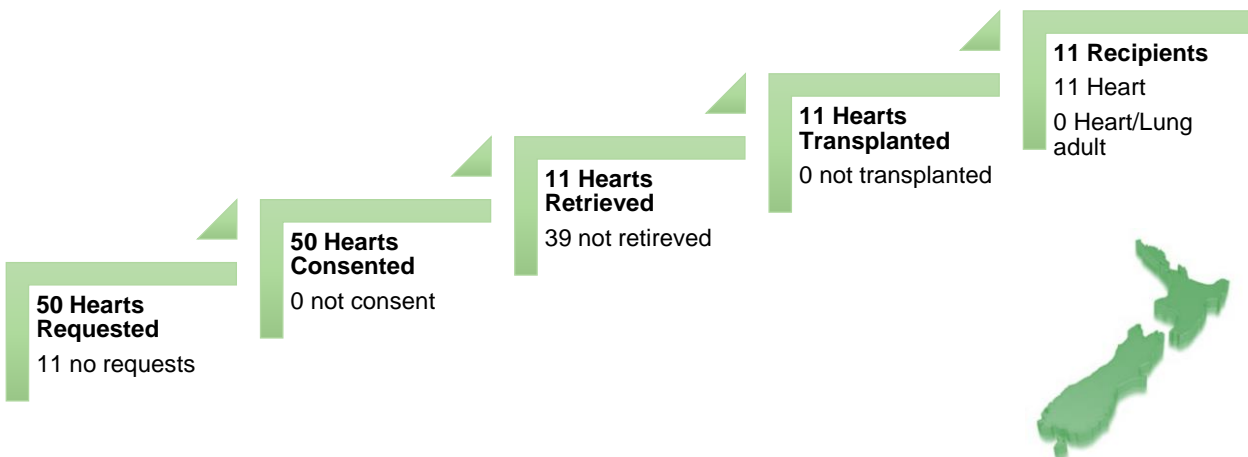 50 Hearts
Requested
11 no requests
50 Hearts
Consented
0 not consent
11 Hearts
Retrieved
39 not retireved
11 Hearts
Transplanted
0 not transplanted
11 Recipients
11 Heart
0 Heart/Lung
adult